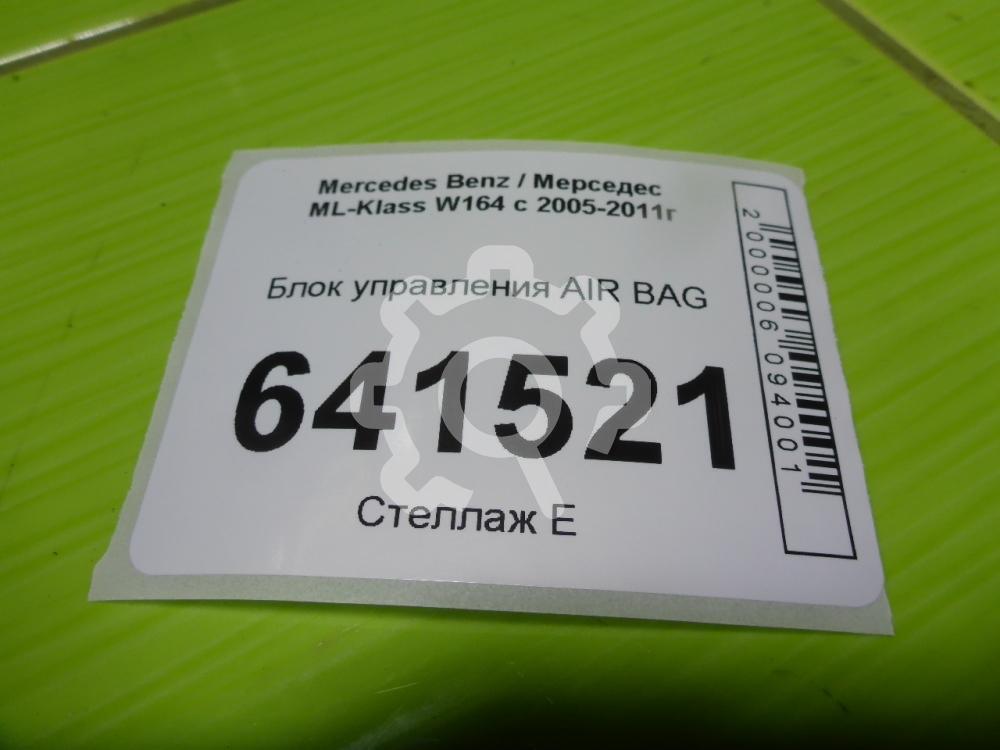 Mercedes Benz / Мерседес
ML-Klass W164 с 2005-2011г
Блок управления AIR BAG
641521
Стеллаж Е
2000006094001